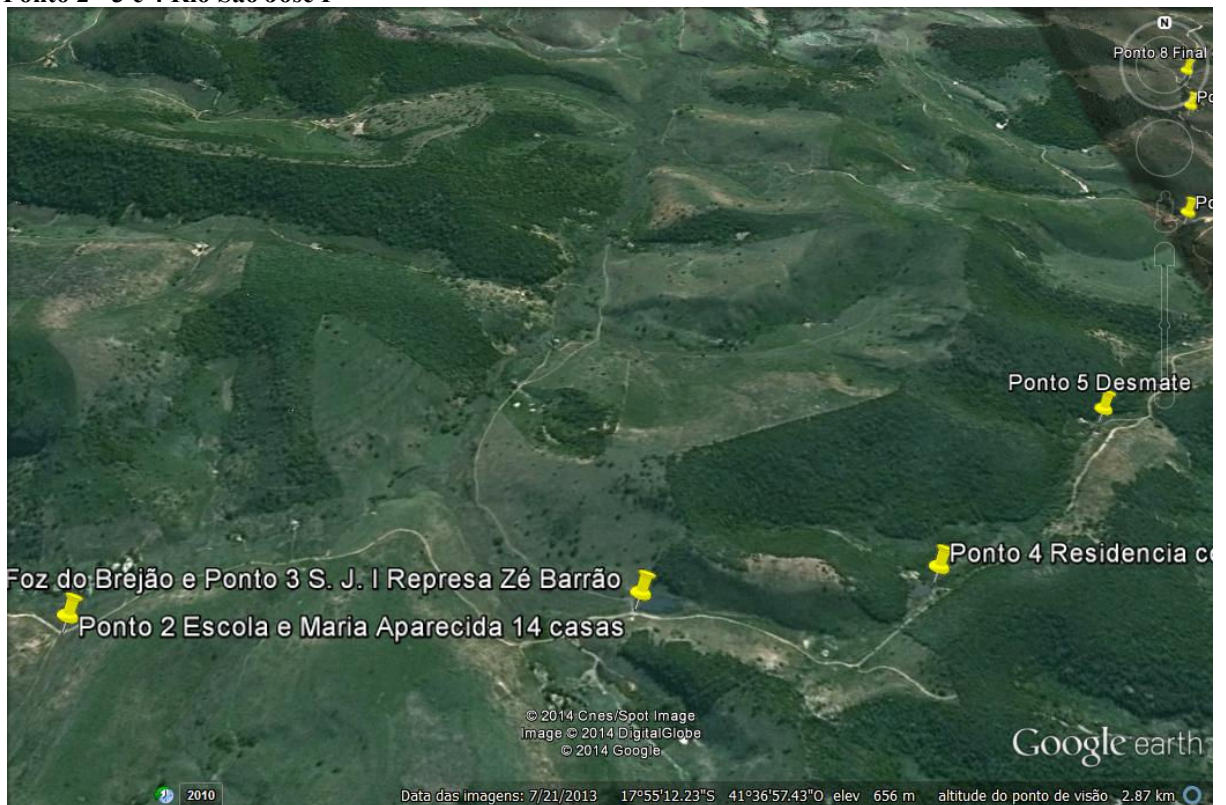 N
Ponto 8 Final
Po
Po
Ponto 5 Desmate
Ponto 4 Residencia co
Foz do Brejão e Ponto 3 S. J. I Represa Zé Barrão
Ponto 2 Escola e Maria Aparecida 14 casas
© 2014 Cnes/Spot Image
Image © 2014 DigitalGlobe
© 2014 Google
Google earth
2010 Data das imagens: 7/21/2013 17°55'12.23"S 41°36'57.43"O elev 656 m altitude do ponto de visão 2.87 km